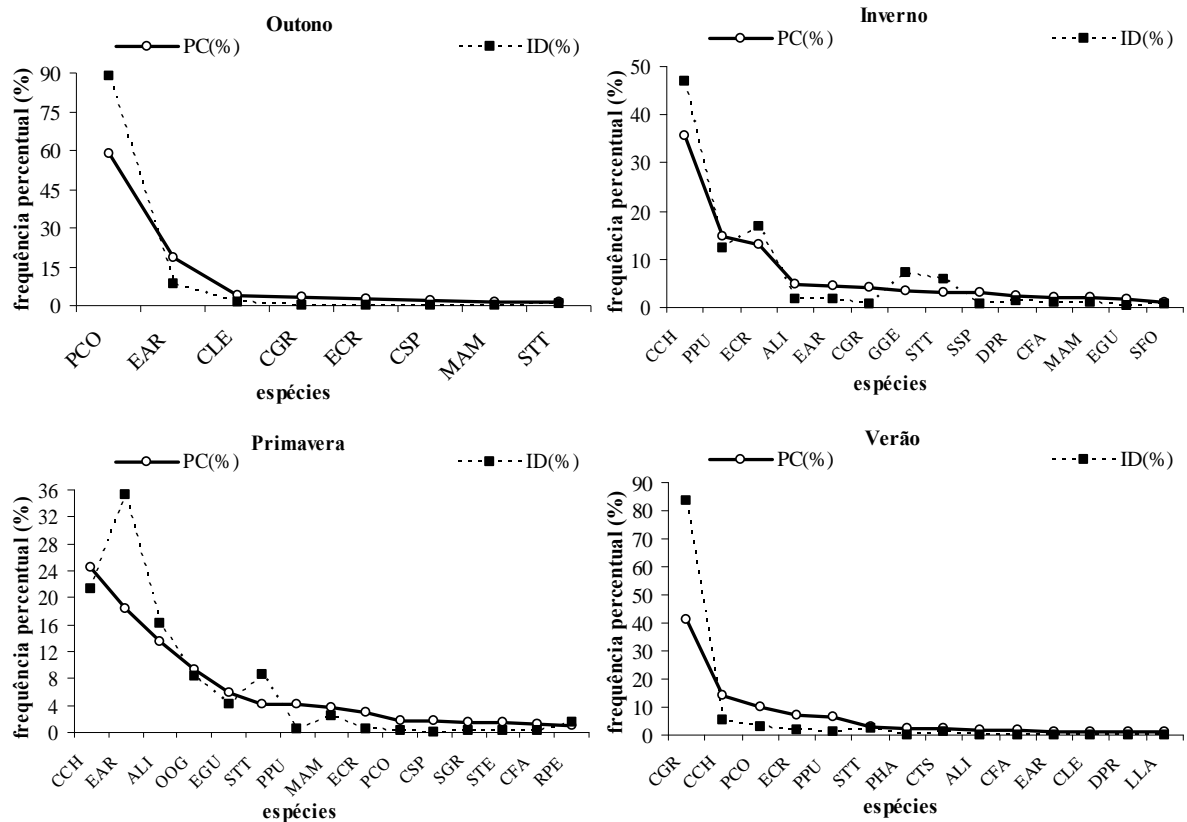 Outono
PC(%)
ID(%)
frequência percentual (%)
90
75
60
45
30
15
0
PCO
EAR
CLE
CGR
ECR
CSP
MAM
STT
espécies
Inverno
PC(%)
ID(%)
frequência percentual (%)
50
40
30
20
10
0
CCH
PPU
ECR
ALI
EAR
CGR
GGE
STT
SSP
DPR
CFA
MAM
EGU
SFO
espécies
Primavera
PC(%)
ID(%)
frequência percentual (%)
36
32
28
24
20
16
12
8
4
0
CCH
EAR
ALI
OOG
EGU
STT
PPU
MAM
ECR
PCO
CSP
SGR
STE
CFA
RPE
espécies
Verão
PC(%)
ID(%)
frequência percentual (%)
90
80
70
60
50
40
30
20
10
0
CGR
CCH
PCO
ECR
PPU
STT
PHA
CTS
ALI
CFA
EAR
CLE
DPR
LLA
espécies